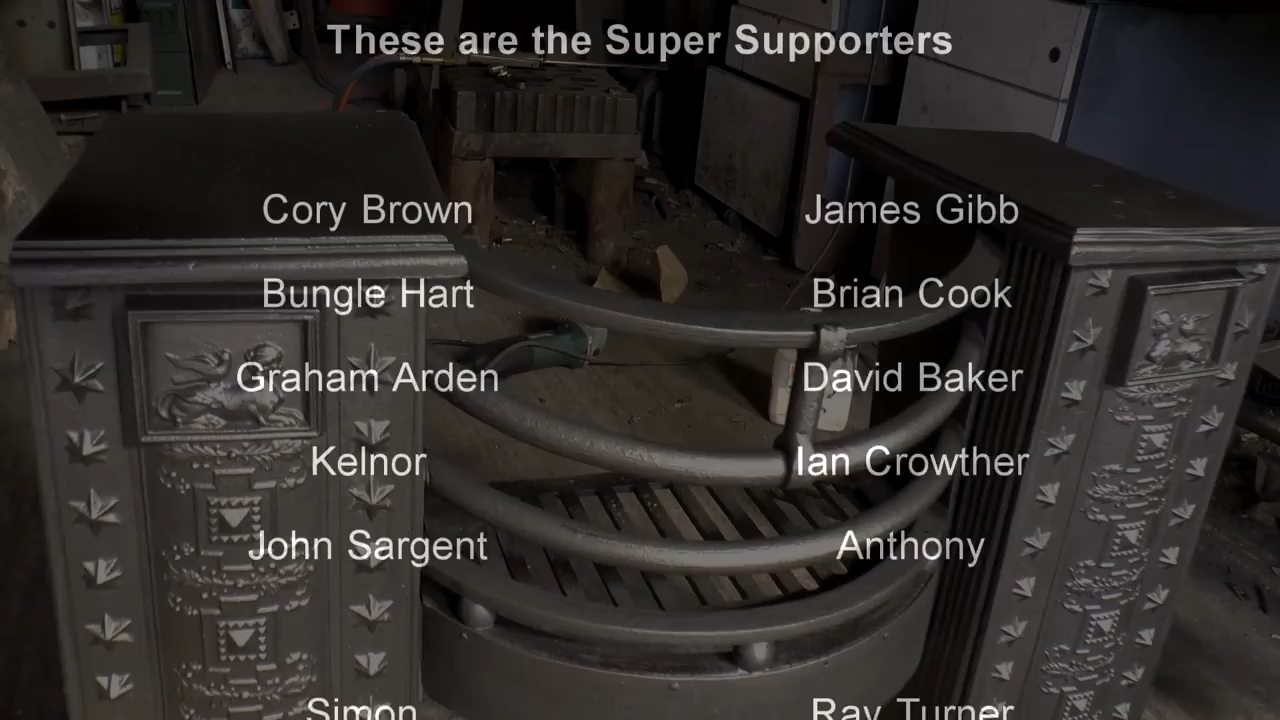 These are the Super Supporters
Cory Brown James Gibb
Bungle Hart Brian Cook
Graham Arden David Baker
Kelnor Ian Crowther
John Sargent Anthony
Simon Ray Turner